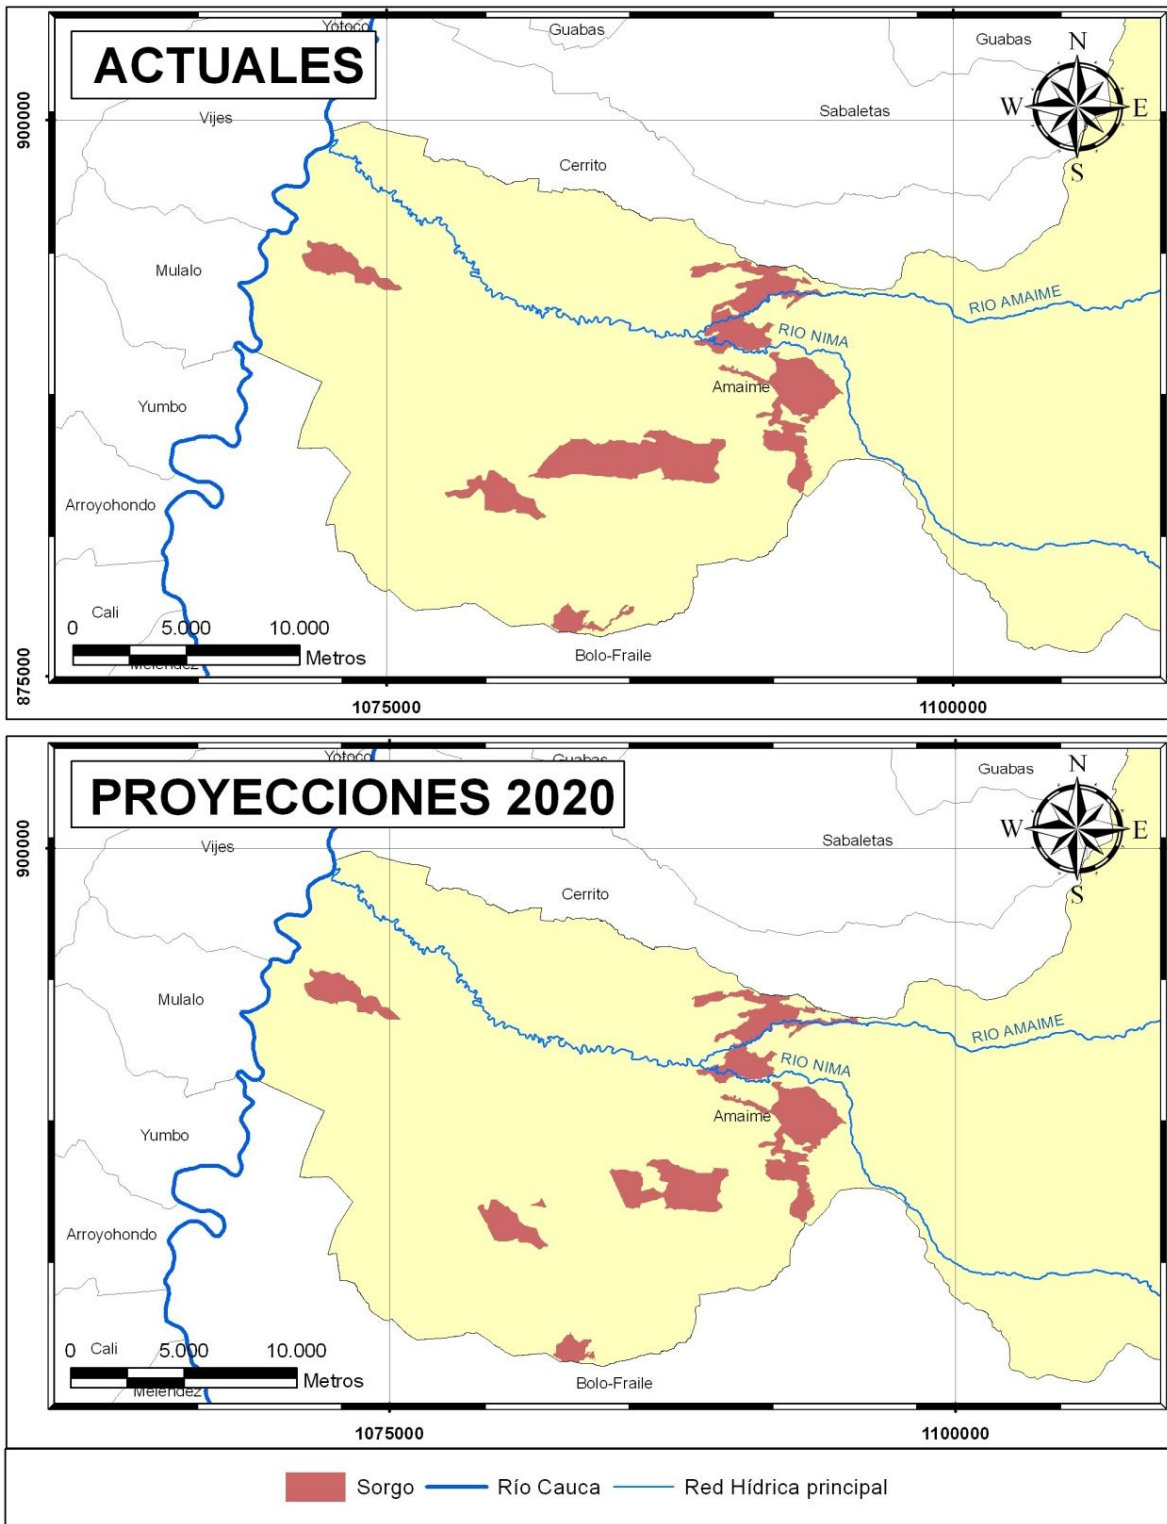 Yotoco
Guabas
Guabas
N
ACTUALES
W
E
900000
Vijes
Sabaletas
Cerrito
S
Mulalo
RIO AMAIME
RIO NIMA
Amaime
Yumbo
Arroyohondo
Cali
0
5.000
10.000
Metros
Meléndez
Bolo-Fraile
875000
1075000
1100000
Yotoco
Guabas
Guabas
N
PROYECCIONES 2020
W
E
900000
Vijes
Sabaletas
Cerrito
S
Mulalo
RIO AMAIME
RIO NIMA
Amaime
Yumbo
Arroyohondo
0
Cali
5.000
10.000
Metros
Meléndez
Bolo-Fraile
1075000
1100000
Sorgo
Río Cauca
Red Hídrica principal